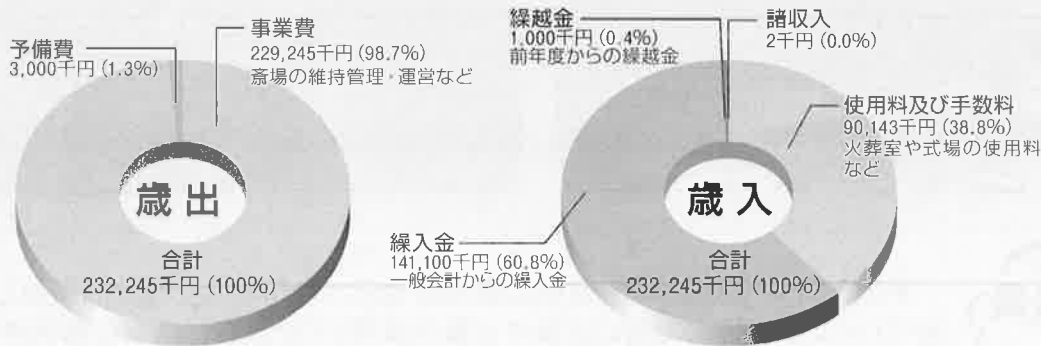 予備費
3,000千円(1.3%)
事業費
229,245千円(98.7%)
斎場の維持管理・運営など
歳出
合計
232,245千円(100%)
繰越金
1,000千円(0.4%)
前年度からの繰越金
諸収入
2千円(0.0%)
使用料及び手数料
90,143千円(38.8%)
火葬室や式場の使用料
など
繰入金
141,100千円(60.8%)
一般会計からの繰入金
歳入
合計
232,245千円(100%)